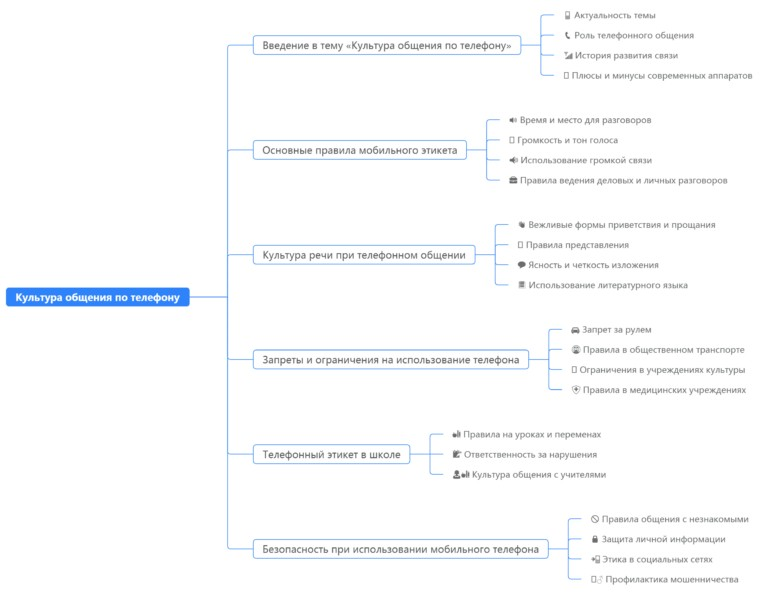 Культура общения по телефону
Введение в тему «Культура общения по телефону»
Актуальность темы
Роль телефонного общения
История развития связи
Плюсы и минусы современных аппаратов
Основные правила мобильного этикета
Время и место для разговоров
Громкость и тон голоса
Использование громкой связи
Правила ведения деловых и личных разговоров
Культура речи при телефонном общении
Вежливые формы приветствия и прощания
Правила представления
Ясность и четкость изложения
Использование литературного языка
Запреты и ограничения на использование телефона
Запрет за рулем
Правила в общественном транспорте
Ограничения в учреждениях культуры
Правила в медицинских учреждениях
Телефонный этикет в школе
Правила на уроках и переменах
Ответственность за нарушения
Культура общения с учителями
Безопасность при использовании мобильного телефона
Правила общения с незнакомыми
Защита личной информации
Этика в социальных сетях
Профилактика мошенничества